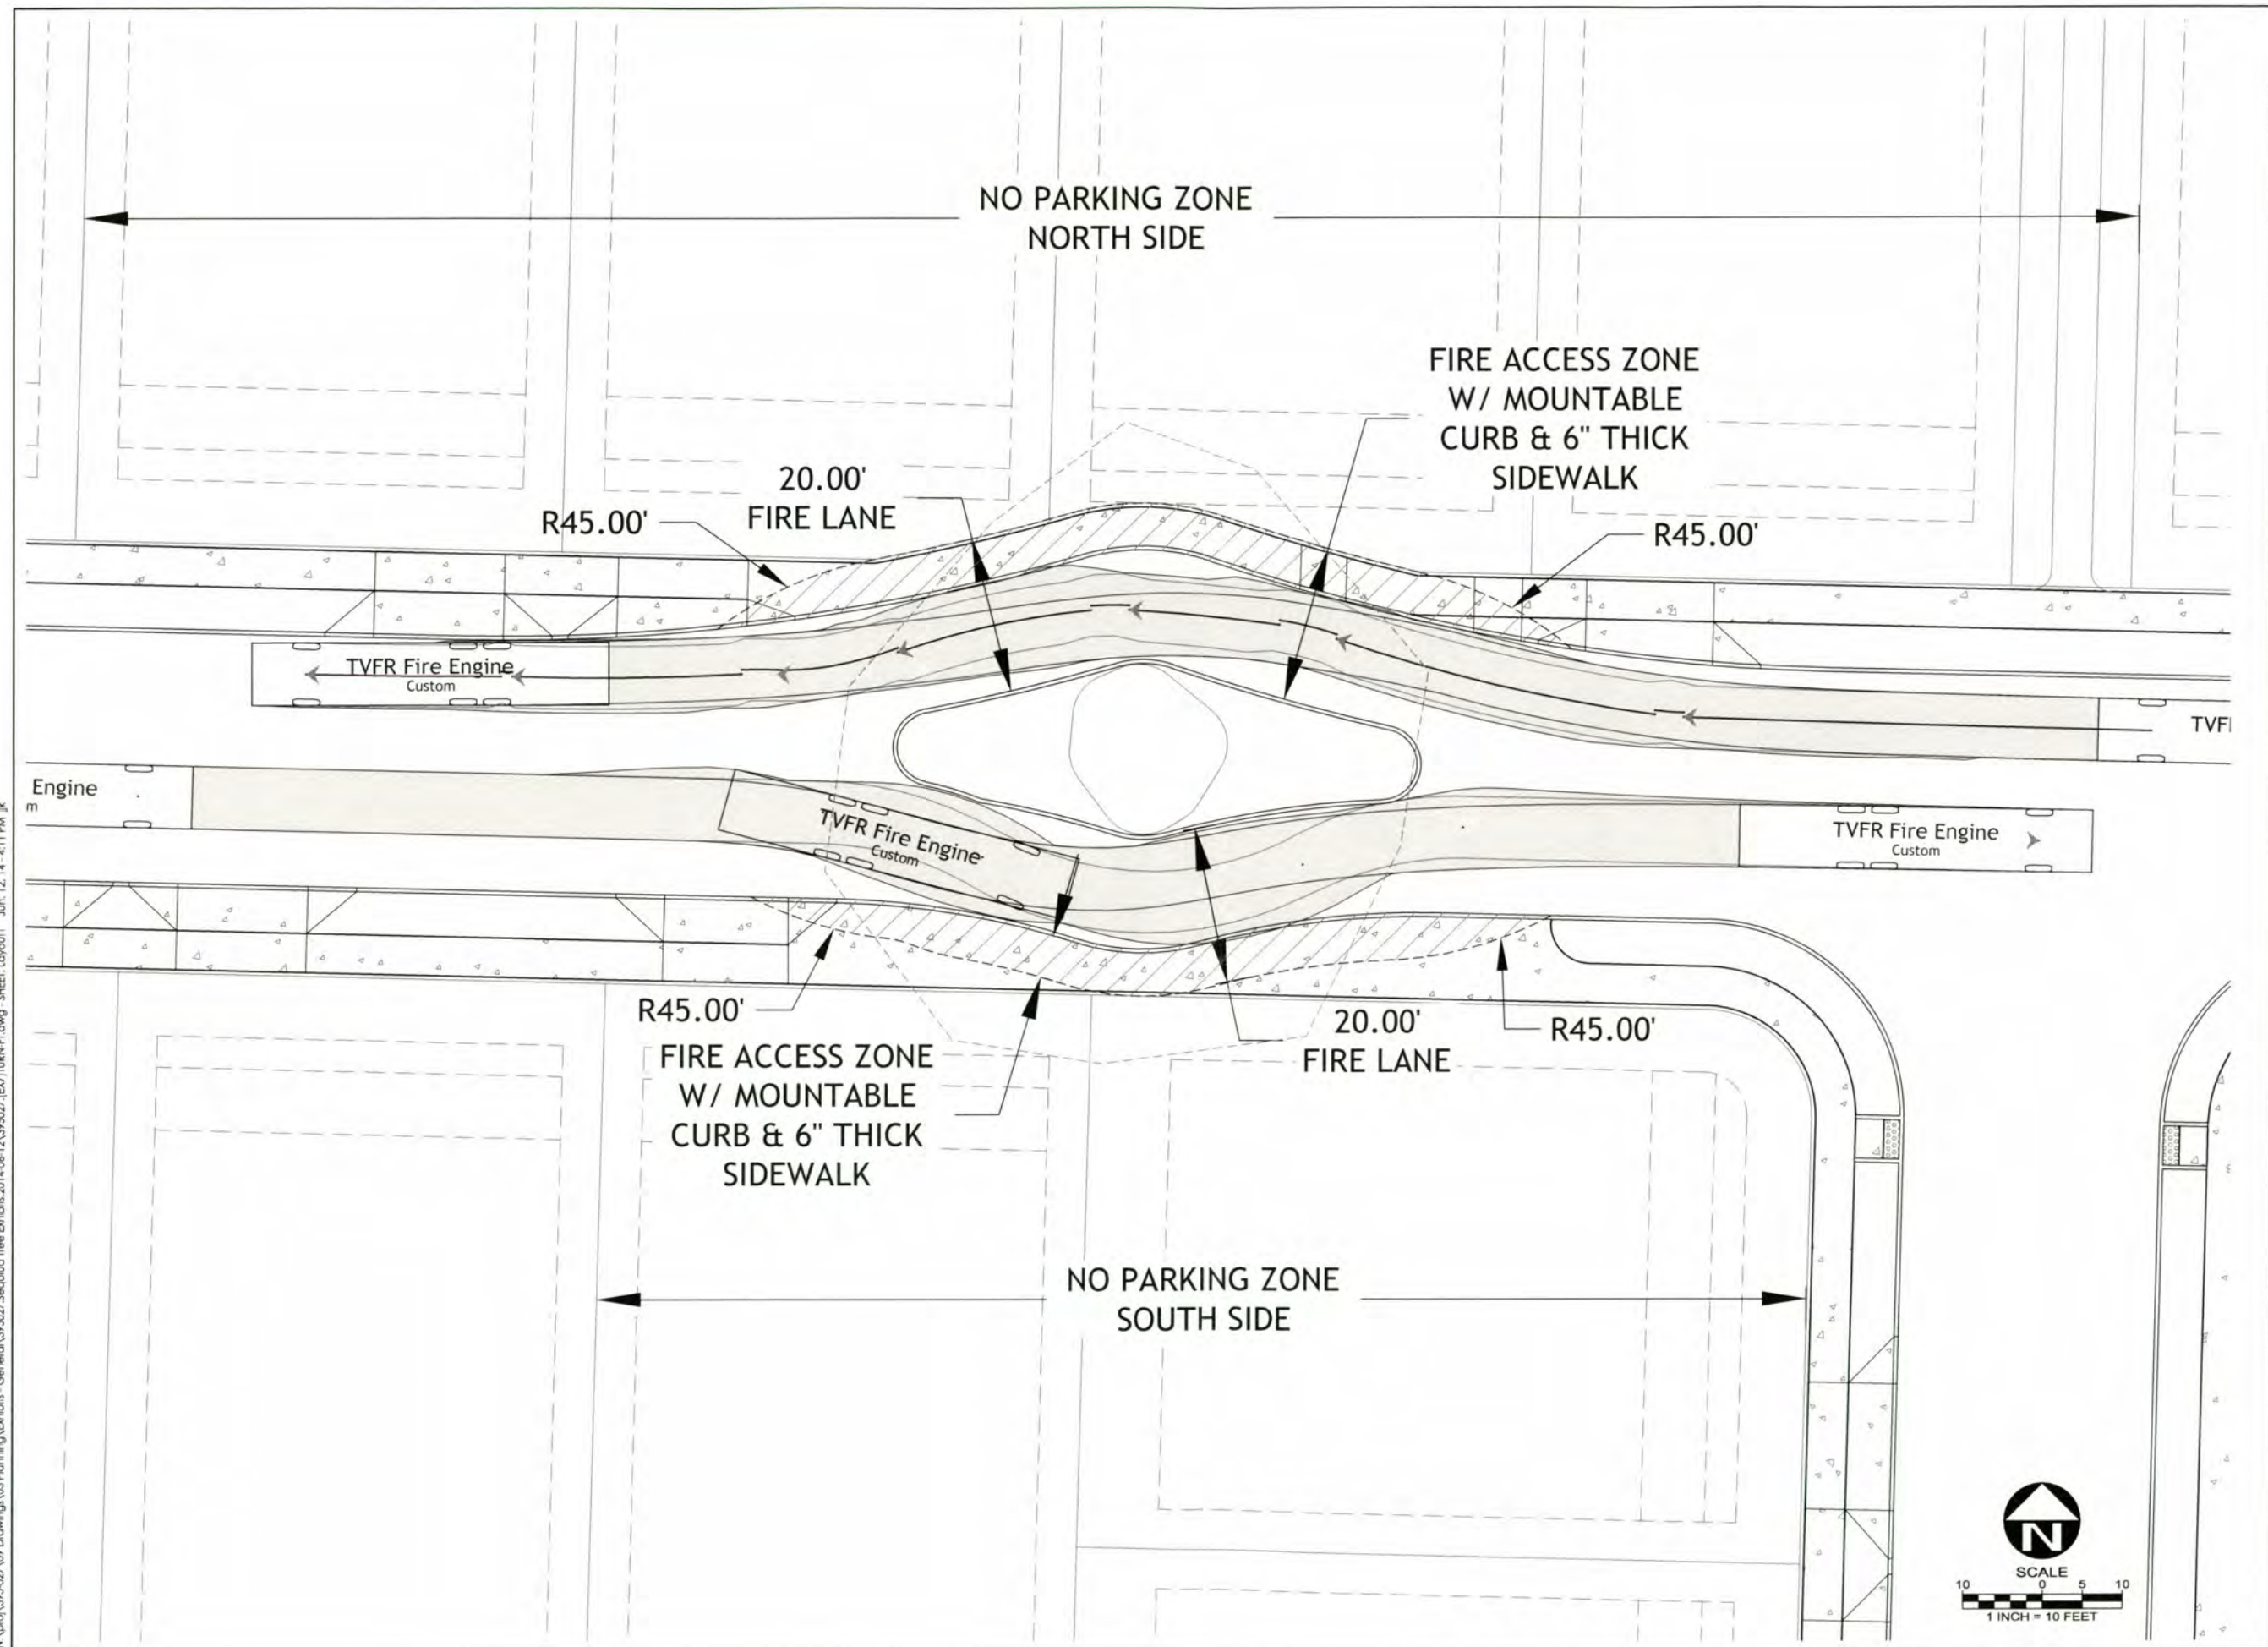 NO PARKING ZONE
NORTH SIDE
FIRE ACCESS ZONE
W/ MOUNTABLE
CURB & 6" THICK
SIDEWALK
20.00'
FIRE LANE
R45.00'
R45.00'
TVFR Fire Engine
Custom
TVFI
Engine
m
TVFR Fire Engine
Custom
TVFR Fire Engine
Custom
R45.00'
FIRE ACCESS ZONE
W/ MOUNTABLE
CURB & 6" THICK
SIDEWALK
20.00'
FIRE LANE
R45.00'
NO PARKING ZONE
SOUTH SIDE
N
SCALE
10 0 5 10
1 INCH = 10 FEET